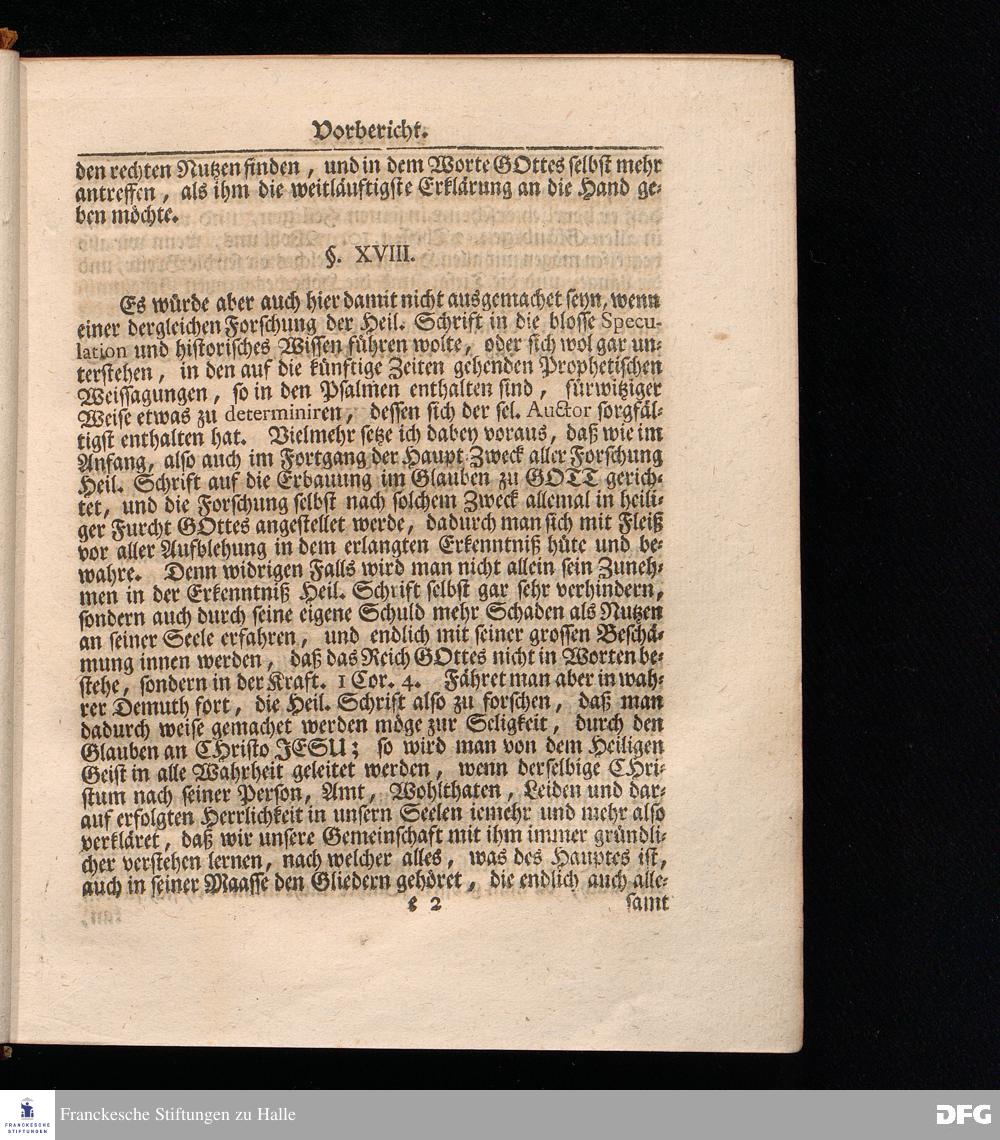 Vorbericht.
den rechten Nutzen finden, und in dem Worte GOttes selbst mehr
antreffen, als ihm die weitläuftigste Erklärung an die Hand ge-
ben möchte.
§. XVIII.
Es würde aber auch hier damit nicht ausgemachet seyn, wenn
einer dergleichen Forschung der Heil. Schrift in die blosse Specu-
lation und historisches Wissen führen wolte, oder sich wol gar un-
terstehen, in den auf die künftige Zeiten gehenden Prophetischen
Weissagungen, so in den Psalmen enthalten sind, fürwitziger
Weise etwas zu determiniren, dessen sich der sel. Auctor sorgfäl-
tigst enthalten hat. Vielmehr setze ich dabey voraus, daß wie im
Anfang, also auch im Fortgang der Haupt-Zweck aller Forschung
Heil. Schrift auf die Erbauung im Glauben zu GOTT gerich-
tet, und die Forschung selbst nach solchem Zweck allemal in heili-
ger Furcht GOttes angestellet werde, dadurch man sich mit Fleiß
vor aller Aufblehung in dem erlangten Erkenntniß hüte und be-
wahre. Denn widrigen Falls wird man nicht allein sein Zuneh-
men in der Erkenntniß Heil. Schrift selbst gar sehr verhindern,
sondern auch durch seine eigene Schuld mehr Schaden als Nutzen
an seiner Seele erfahren, und endlich mit seiner grossen Beschä-
mung innen werden, daß das Reich GOttes nicht in Worten be-
stehe, sondern in der Kraft. 1 Cor. 4. Fähret man aber in wah-
rer Demuth fort, die Heil. Schrift also zu forschen, daß man
dadurch weise gemachet werden möge zur Seligkeit, durch den
Glauben an CHristo JESU; so wird man von dem Heiligen
Geist in alle Wahrheit geleitet werden, wenn derselbige CHri-
stum nach seiner Person, Amt, Wohlthaten, Leiden und dar-
auf erfolgten Herrlichkeit in unsern Seelen iemehr und mehr also
verkläret, daß wir unsere Gemeinschaft mit ihm immer gründli-
cher verstehen lernen, nach welcher alles, was des Hauptes ist,
auch in seiner Maasse den Gliedern gehöret, die endlich auch alle-
2 samt
FRANCKESCHE STIFTUNGEN
Franckesche Stiftungen zu Halle
DFG